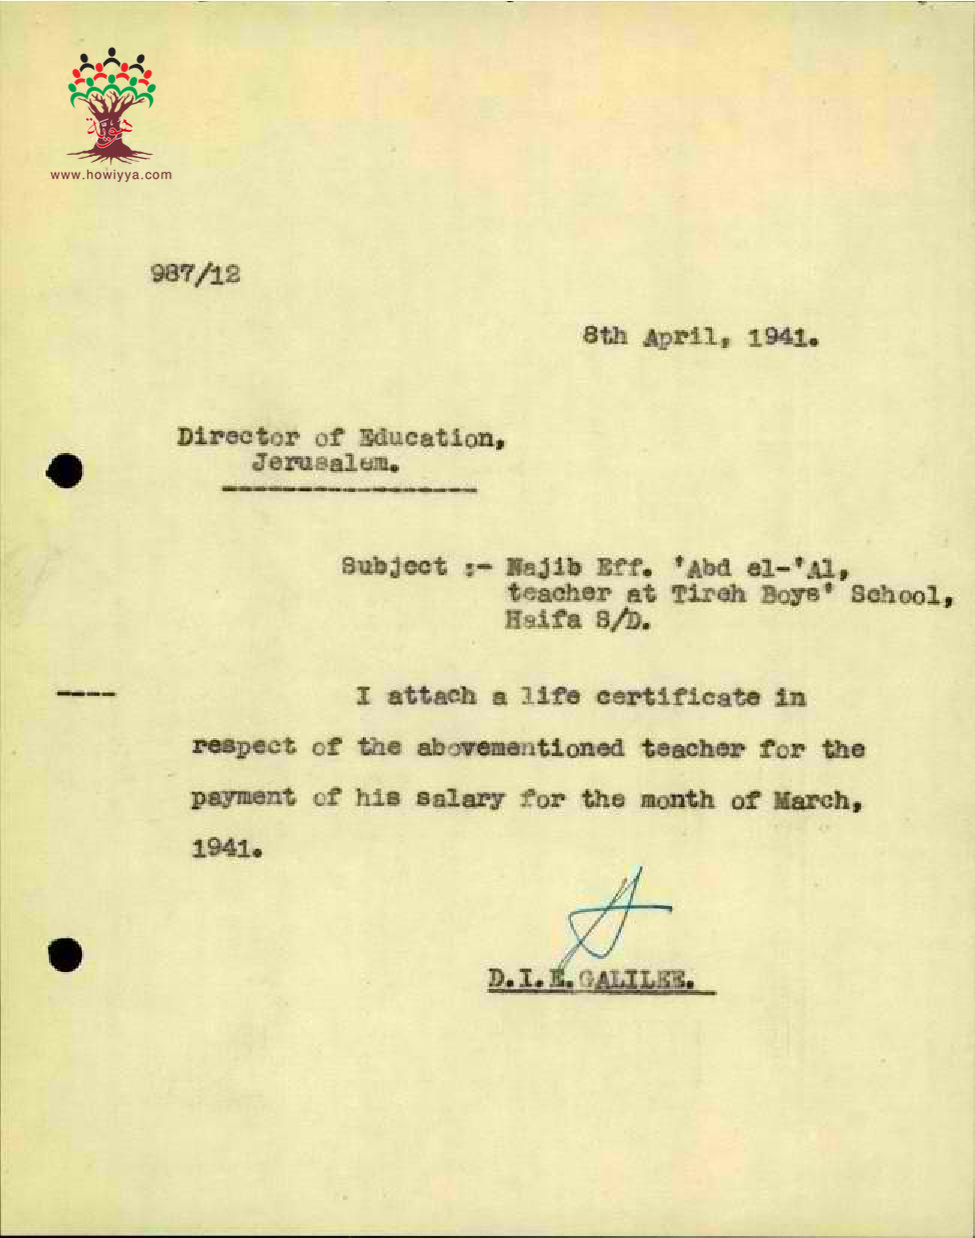 هوية
www.howiyya.com
987/12
8th April, 1941.
Director of Education,
Jerusalem.
Subject :- Najib Eff. 'Abd el-'Al,
teacher at Tireh Boys' School,
Haifa S/D.
I attach a life certificate in
respect of the abovementioned teacher for the
payment of his salary for the month of March,
1941.
D.I.E. GALILEE.